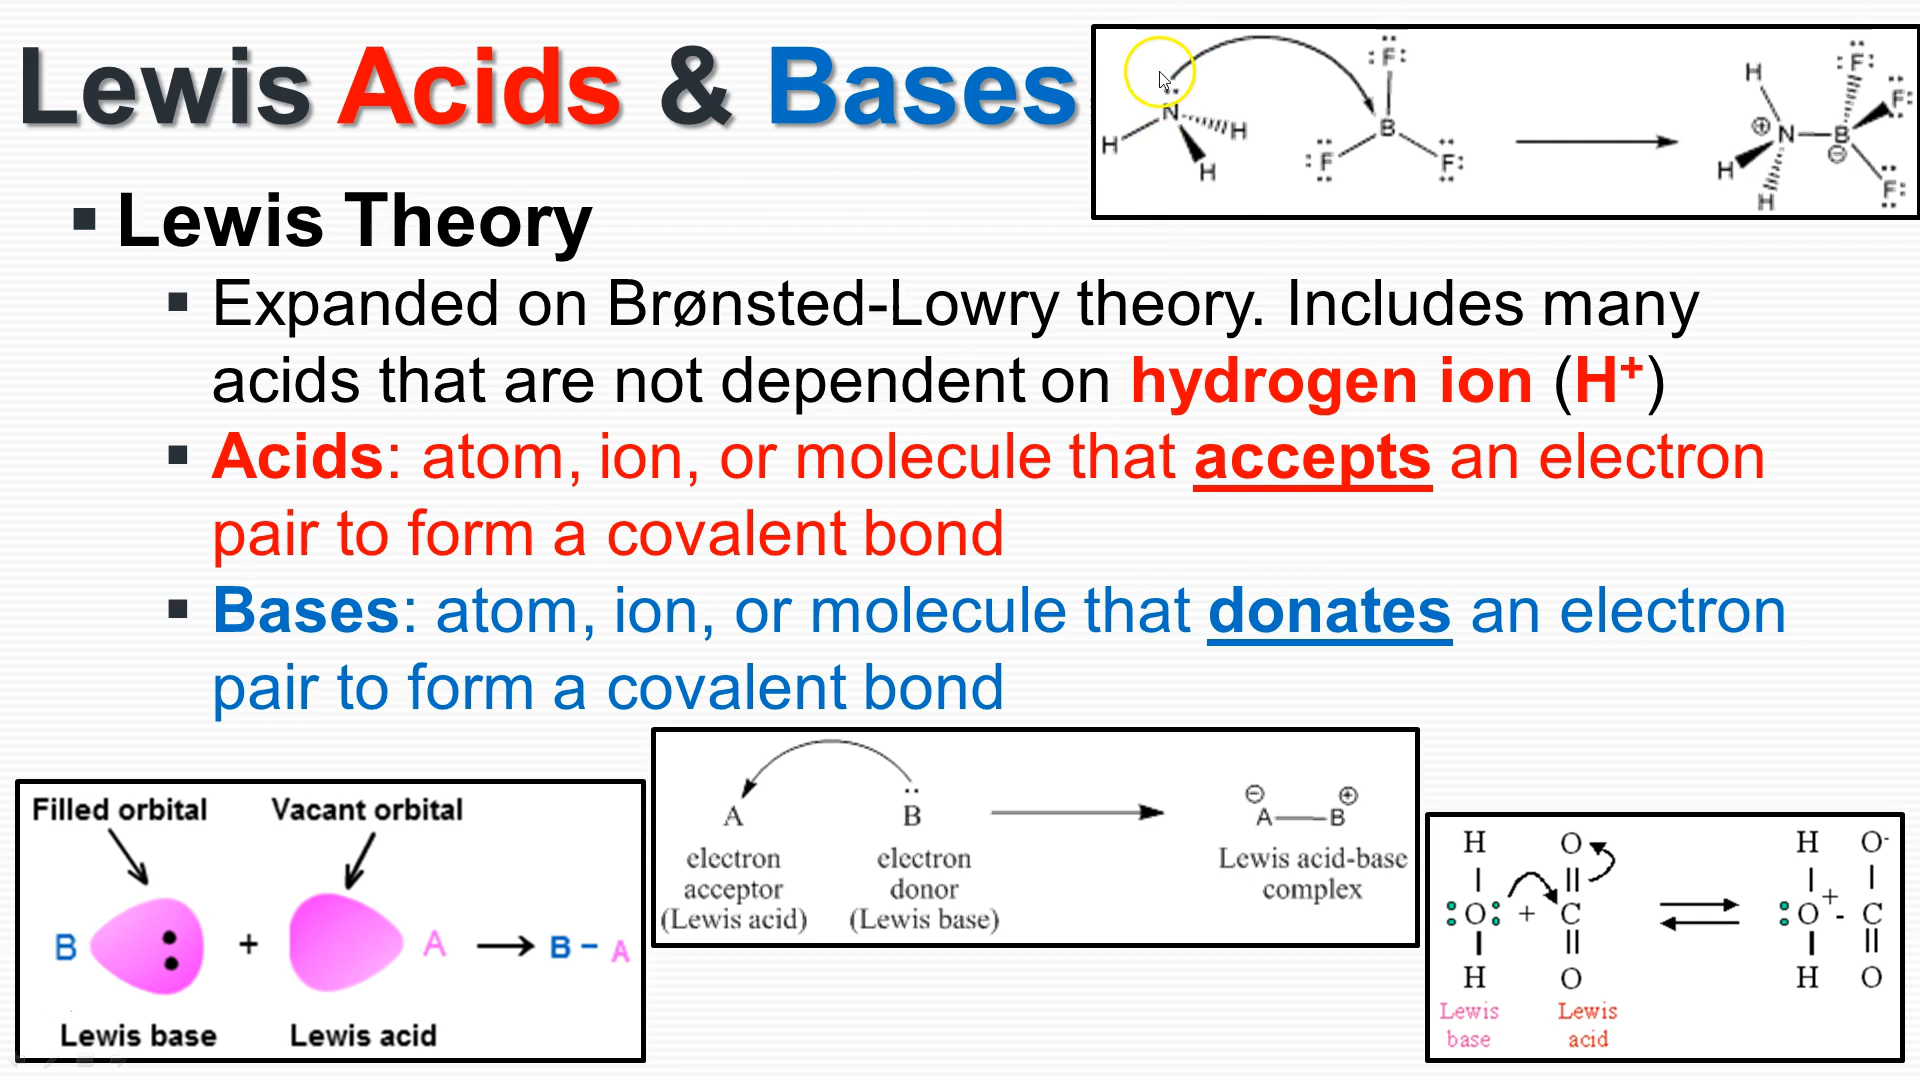 Lewis Acids & Bases
▪ Lewis Theory
▪ Expanded on Brønsted-Lowry theory. Includes many
acids that are not dependent on hydrogen ion (H⁺)
▪ Acids: atom, ion, or molecule that accepts an electron
pair to form a covalent bond
▪ Bases: atom, ion, or molecule that donates an electron
pair to form a covalent bond
:F: :F:
H F:
N H B ⊕ N B
H :F F: H ⊖
H H F:
Filled orbital Vacant orbital
B : + A → B – A
Lewis base Lewis acid
⊖ ⊕
A B: → A—B
electron electron Lewis acid-base
acceptor donor complex
(Lewis acid) (Lewis base)
H O H O-
| || | |
:O: + C ⇌ :O+ - C
| || | ||
H O H O
Lewis Lewis
base acid